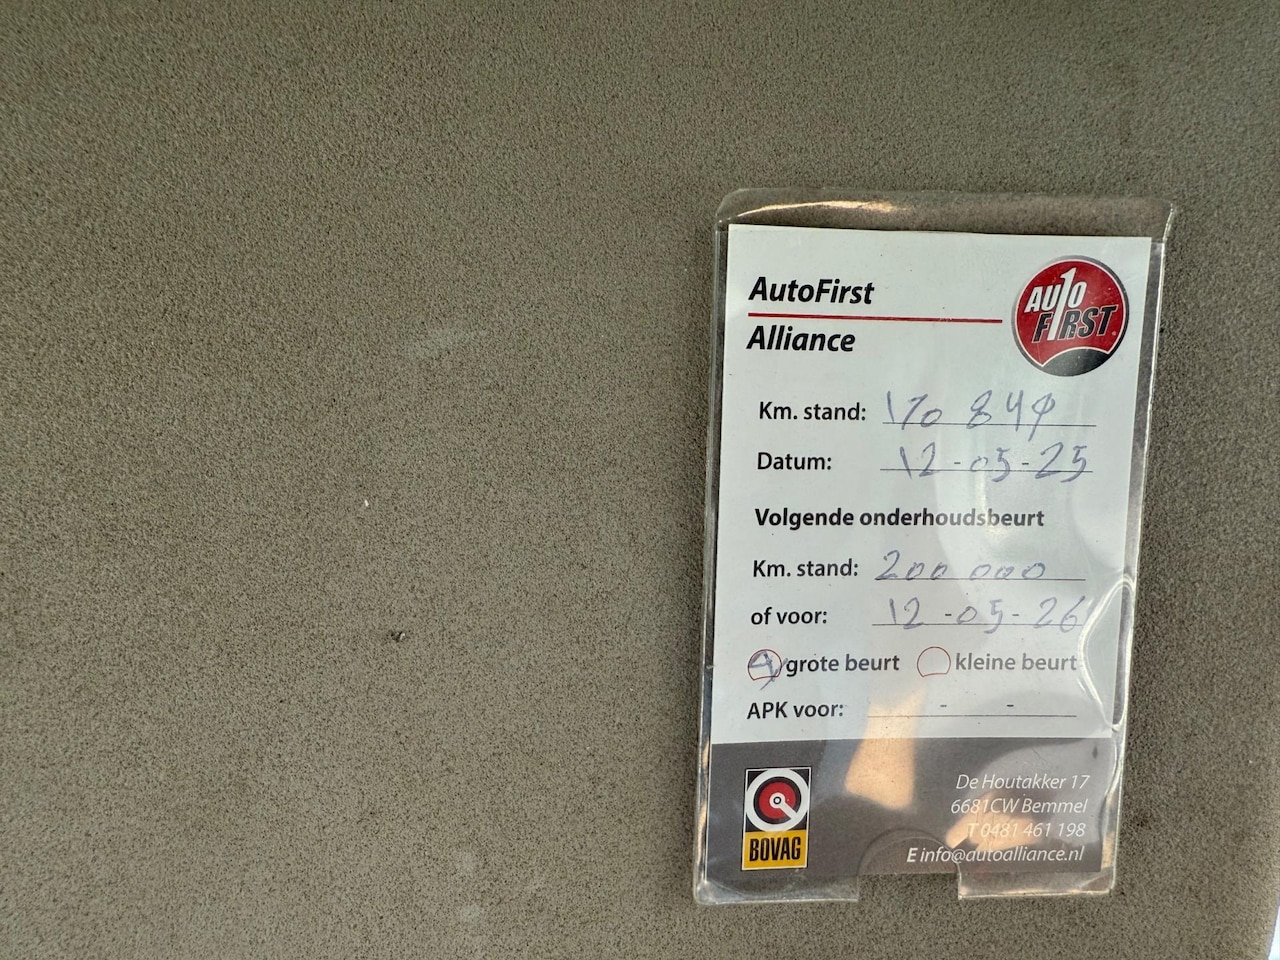 AutoFirst
Alliance
AUTO
FIRST
Km. stand: 170 849
Datum: 12-05-25
Volgende onderhoudsbeurt
Km. stand: 200 000
of voor: 12-05-26
grote beurt kleine beurt
APK voor: - -
BOVAG
De Houtakker 17
6681CW Bemmel
T 0481 461 198
E info@autoalliance.nl